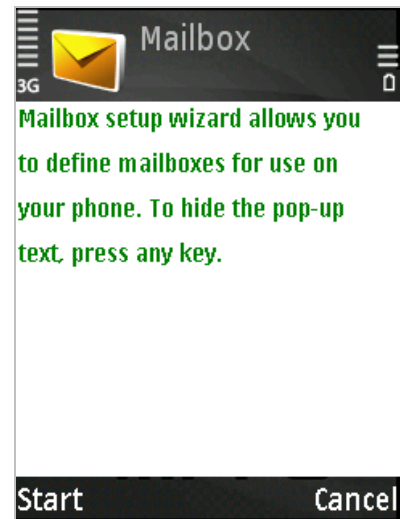 Mailbox
3G
Mailbox setup wizard allows you
to define mailboxes for use on
your phone. To hide the pop-up
text, press any key.
Start
Cancel